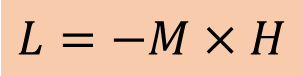 L = −M × H